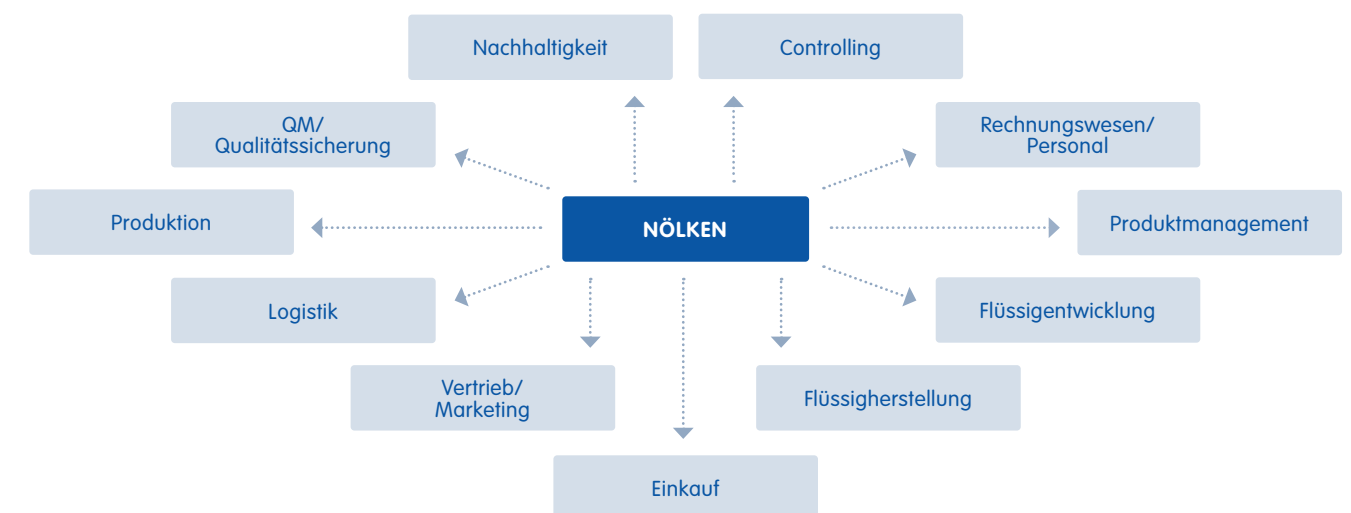 Nachhaltigkeit
Controlling
QM/
Qualitätssicherung
Rechnungswesen/
Personal
Produktion
NÖLKEN
Produktmanagement
Logistik
Flüssigentwicklung
Vertrieb/
Marketing
Flüssigherstellung
Einkauf